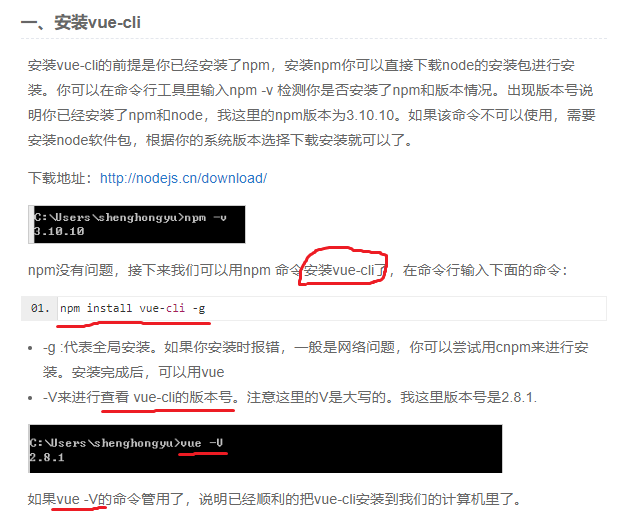 一、安装vue-cli
安装vue-cli的前提是你已经安装了npm，安装npm你可以直接下载node的安装包进行安
装。你可以在命令行工具里输入npm -v 检测你是否安装了npm和版本情况。出现版本号说
明你已经安装了npm和node，我这里的npm版本为3.10.10。如果该命令不可以使用，需要
安装node软件包，根据你的系统版本选择下载安装就可以了。
下载地址：http://nodejs.cn/download/
C:\Users\shenghongyu>npm -v
3.10.10
npm没有问题，接下来我们可以用npm 命令安装vue-cli了，在命令行输入下面的命令：
01. npm install vue-cli -g
-g :代表全局安装。如果你安装时报错，一般是网络问题，你可以尝试用cnpm来进行安
装。安装完成后，可以用vue
-V来进行查看 vue-cli的版本号。注意这里的V是大写的。我这里版本号是2.8.1.
C:\Users\shenghongyu>vue -V
2.8.1
如果vue -V的命令管用了，说明已经顺利的把vue-cli安装到我们的计算机里了。